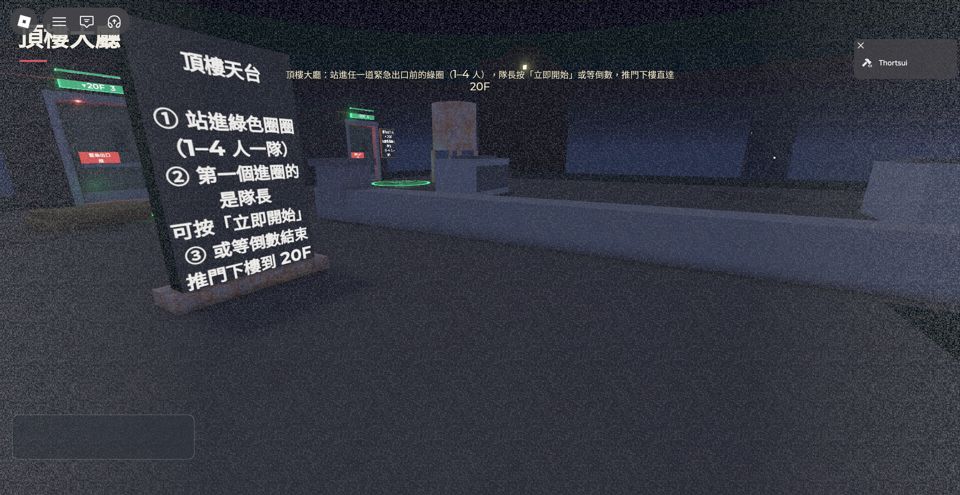 頂樓大廳
Thortsui
頂樓大廳：站進任一道緊急出口前的綠圈（1–4 人），隊長按「立即開始」或等倒數，推門下樓直達
20F
頂樓天台
① 站進綠色圈圈
（1–4 人一隊）
② 第一個進圈的
是隊長
可按「立即開始」
③ 或等倒數結束
推門下樓到 20F
緊急出口